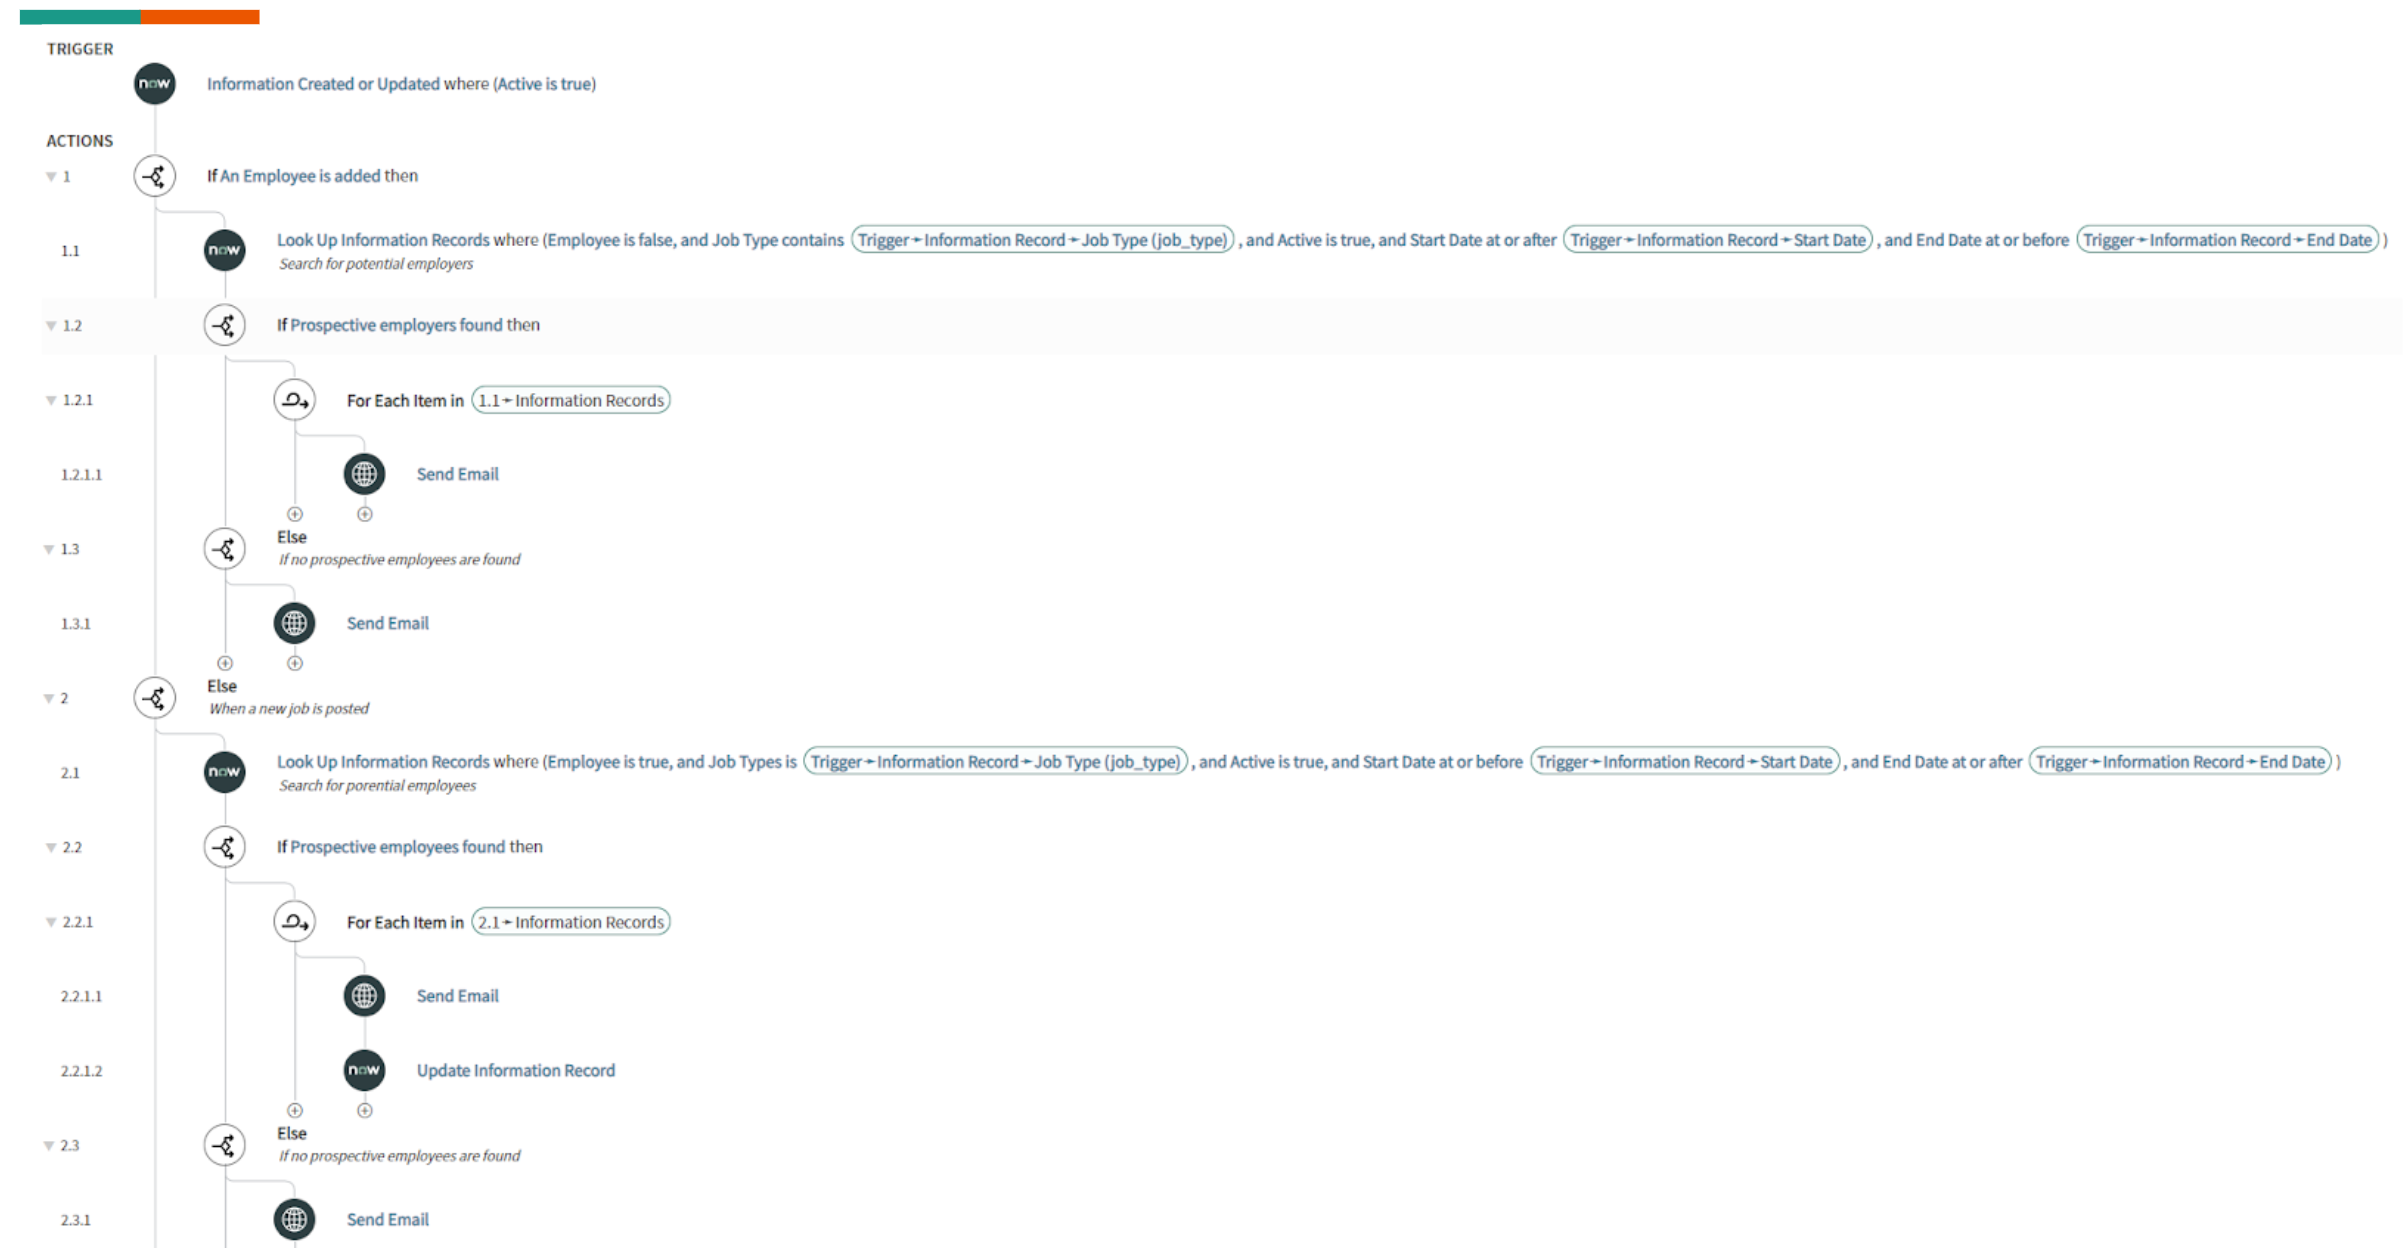 TRIGGER
now
Information Created or Updated where (Active is true)
ACTIONS
1
If An Employee is added then
1.1
now
Look Up Information Records where (Employee is false, and Job Type contains Trigger➛Information Record➛Job Type (job_type) , and Active is true, and Start Date at or after Trigger➛Information Record➛Start Date , and End Date at or before Trigger➛Information Record➛End Date )
Search for potential employers
1.2
If Prospective employers found then
1.2.1
For Each Item in 1.1➛Information Records
1.2.1.1
Send Email
1.3
Else
If no prospective employees are found
1.3.1
Send Email
2
Else
When a new job is posted
2.1
now
Look Up Information Records where (Employee is true, and Job Types is Trigger➛Information Record➛Job Type (job_type) , and Active is true, and Start Date at or before Trigger➛Information Record➛Start Date , and End Date at or after Trigger➛Information Record➛End Date )
Search for porential employees
2.2
If Prospective employees found then
2.2.1
For Each Item in 2.1➛Information Records
2.2.1.1
Send Email
2.2.1.2
now
Update Information Record
2.3
Else
If no prospective employees are found
2.3.1
Send Email